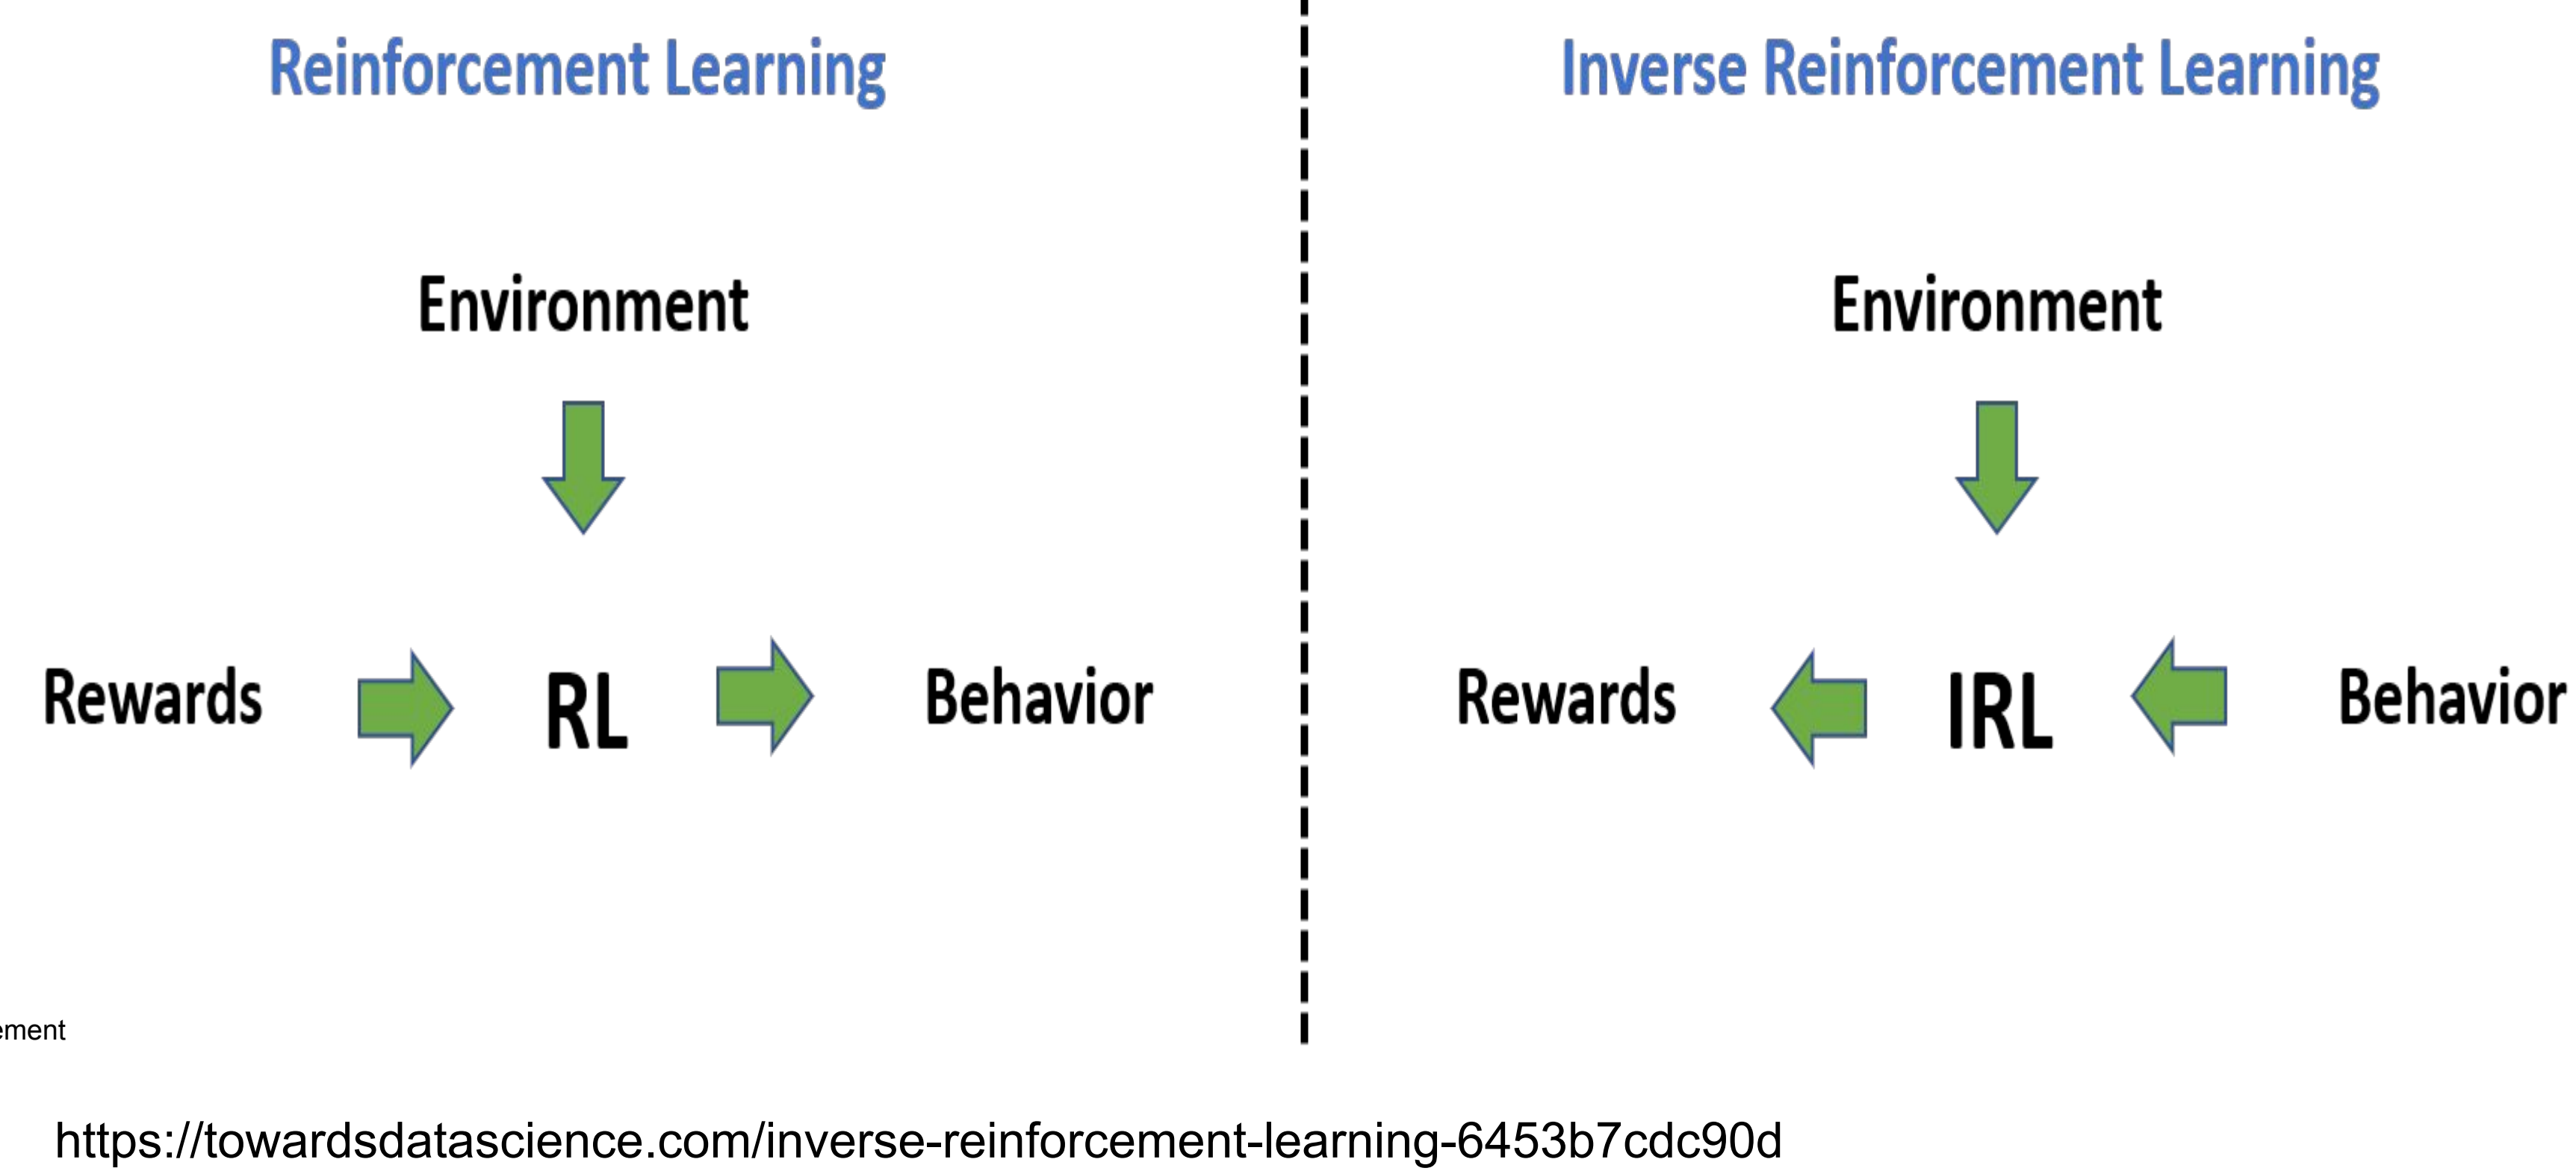 Reinforcement Learning
Environment
Rewards RL Behavior
Inverse Reinforcement Learning
Environment
Rewards IRL Behavior
ement
https://towardsdatascience.com/inverse-reinforcement-learning-6453b7cdc90d